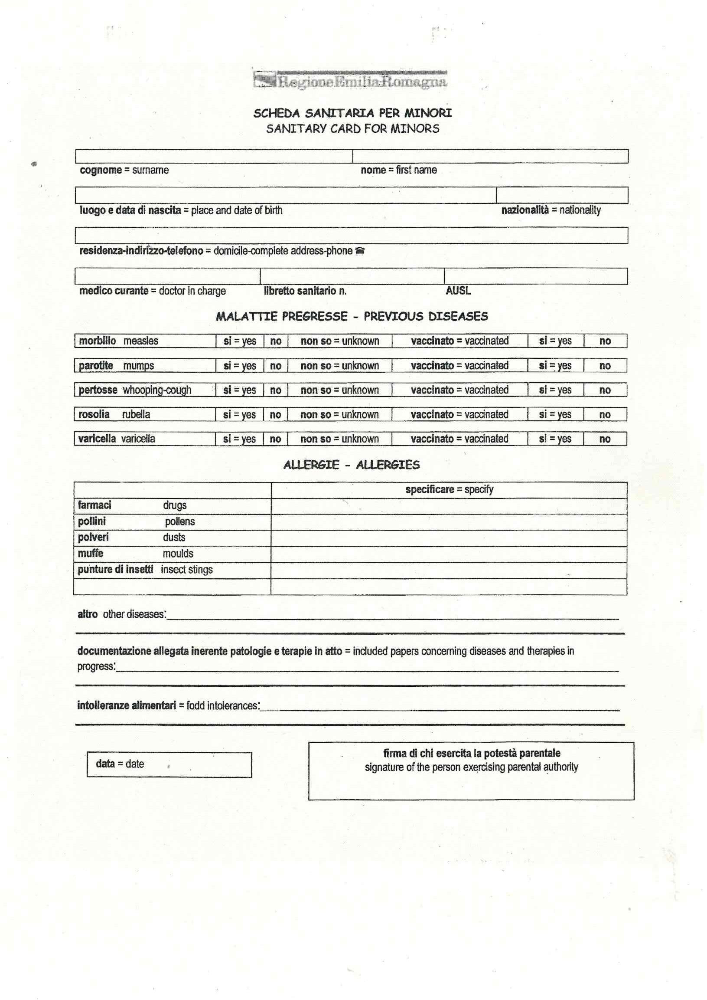 RegioneEmilia-Romagna
SCHEDA SANITARIA PER MINORI
SANITARY CARD FOR MINORS
cognome = surname nome = first name
luogo e data di nascita = place and date of birth nazionalità = nationality
residenza-indirizzo-telefono = domicile-complete address-phone ☎
medico curante = doctor in charge libretto sanitario n. AUSL
MALATTIE PREGRESSE - PREVIOUS DISEASES
morbillo measles si = yes no non so = unknown vaccinato = vaccinated si = yes no
parotite mumps si = yes no non so = unknown vaccinato = vaccinated si = yes no
pertosse whooping-cough si = yes no non so = unknown vaccinato = vaccinated si = yes no
rosolia rubella si = yes no non so = unknown vaccinato = vaccinated si = yes no
varicella varicella si = yes no non so = unknown vaccinato = vaccinated si = yes no
ALLERGIE - ALLERGIES
specificare = specify
farmaci drugs
pollini pollens
polveri dusts
muffe moulds
punture di insetti insect stings
altro other diseases:
documentazione allegata inerente patologie e terapie in atto = included papers concerning diseases and therapies in
progress:
intolleranze alimentari = fodd intolerances:
data = date
firma di chi esercita la potestà parentale
signature of the person exercising parental authority